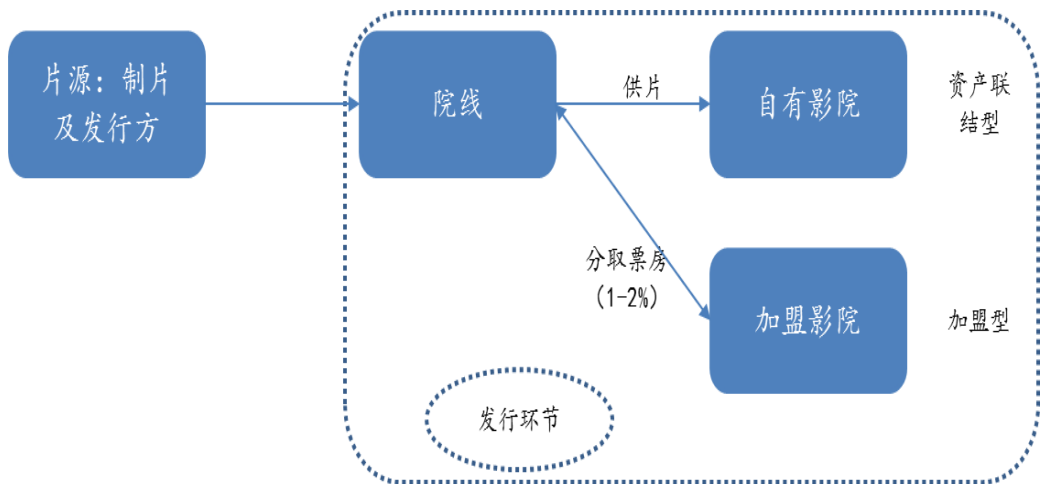 片源：制片
及发行方
院线
供片
自有影院
资产联
结型
分取票房
(1-2%)
加盟影院
加盟型
发行环节